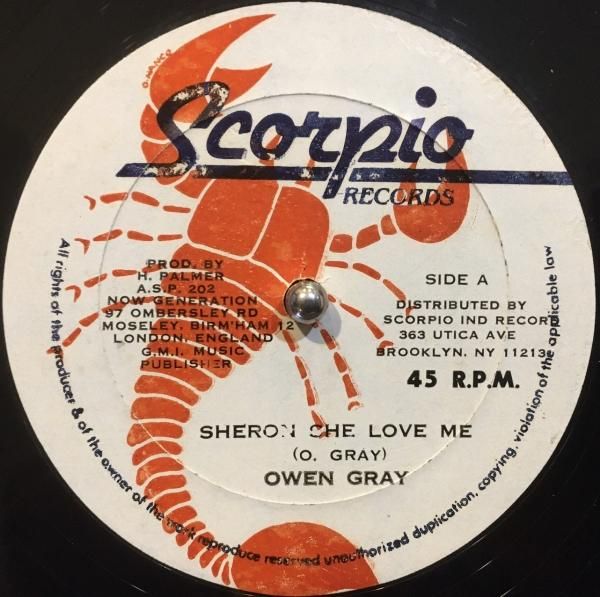 O. MANCO
Scorpio
RECORDS
PROD. BY
H. PALMER
A.S.P. 202
NOW GENERATION
97 OMBERSLEY RD
MOSELEY, BIRM'HAM 12
LONDON, ENGLAND
G.M.I. MUSIC
PUBLISHER
SIDE A
DISTRIBUTED BY
SCORPIO IND RECORD
363 UTICA AVE
BROOKLYN, NY 11213
45 R.P.M.
SHERON SHE LOVE ME
(O. GRAY)
OWEN GRAY
All rights of the producer & of the owner of the work reproduce reserved unauthorized duplication, copying, violation of the applicable law